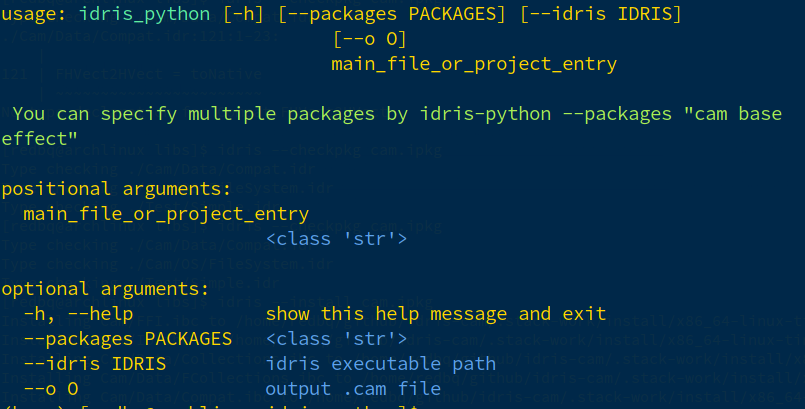 usage: idris_python [-h] [--packages PACKAGES] [--idris IDRIS]
[--o O]
main_file_or_project_entry
You can specify multiple packages by idris-python --packages "cam base
effect"
positional arguments:
main_file_or_project_entry
<class 'str'>
optional arguments:
-h, --help show this help message and exit
--packages PACKAGES <class 'str'>
--idris IDRIS idris executable path
--o O output .cam file